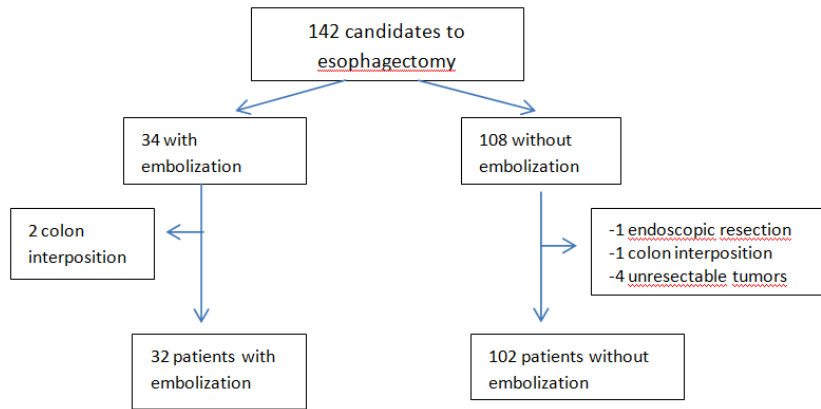 142 candidates to
esophagectomy
34 with
embolization
108 without
embolization
2 colon
interposition
-1 endoscopic resection
-1 colon interposition
-4 unresectable tumors
32 patients with
embolization
102 patients without
embolization